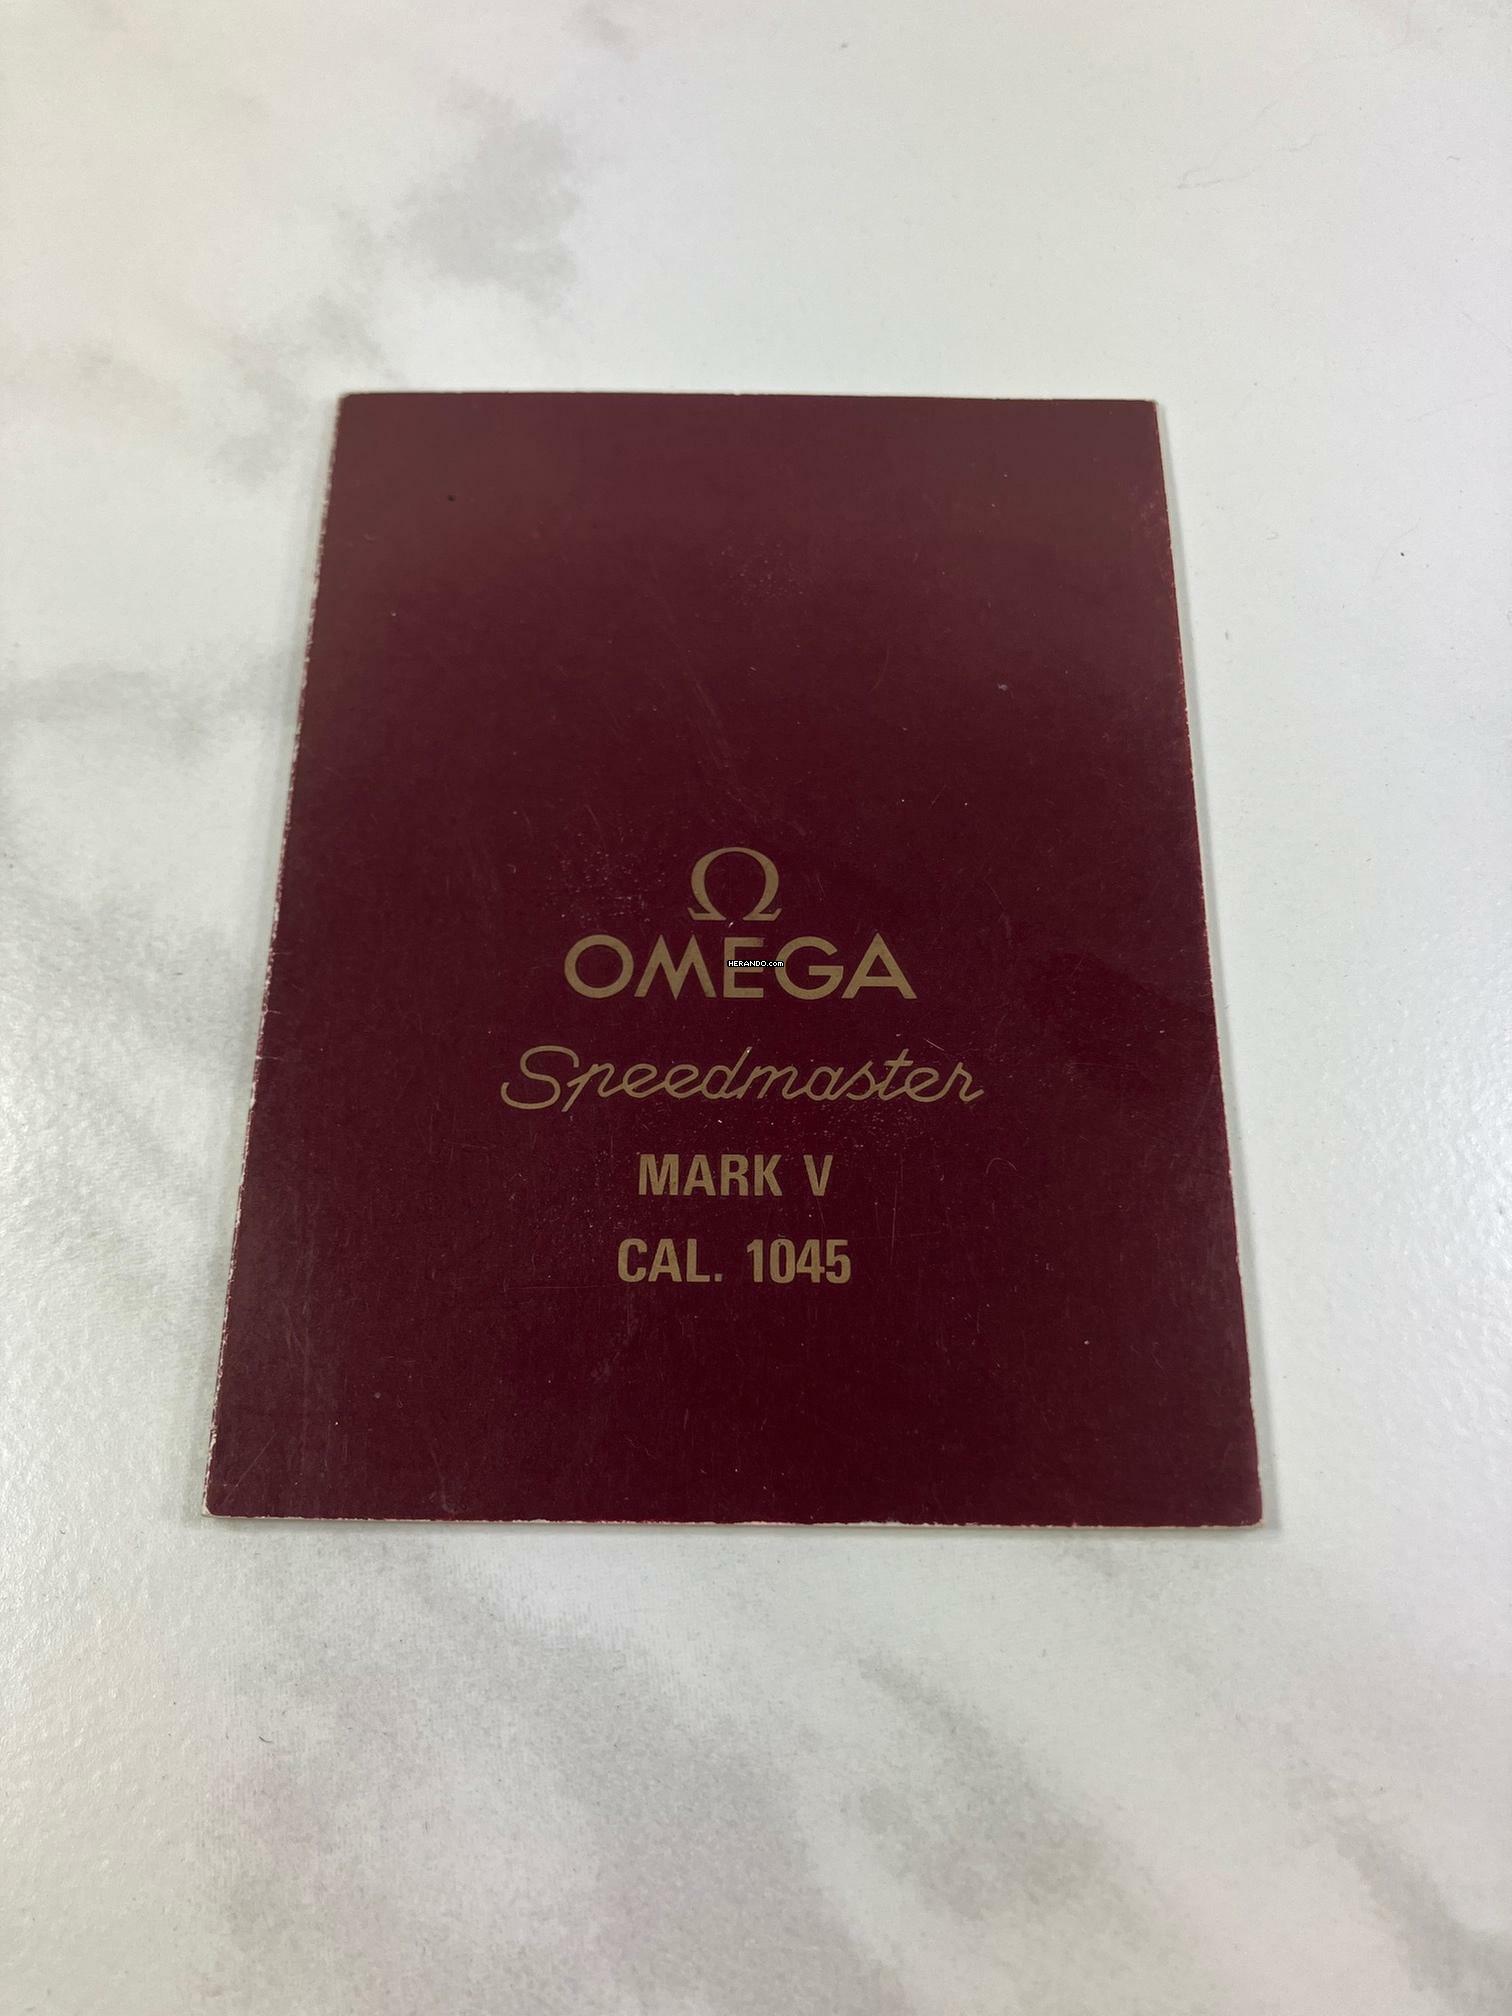 Ω
OMEGA
HERANDO.com
Speedmaster
MARK V
CAL. 1045